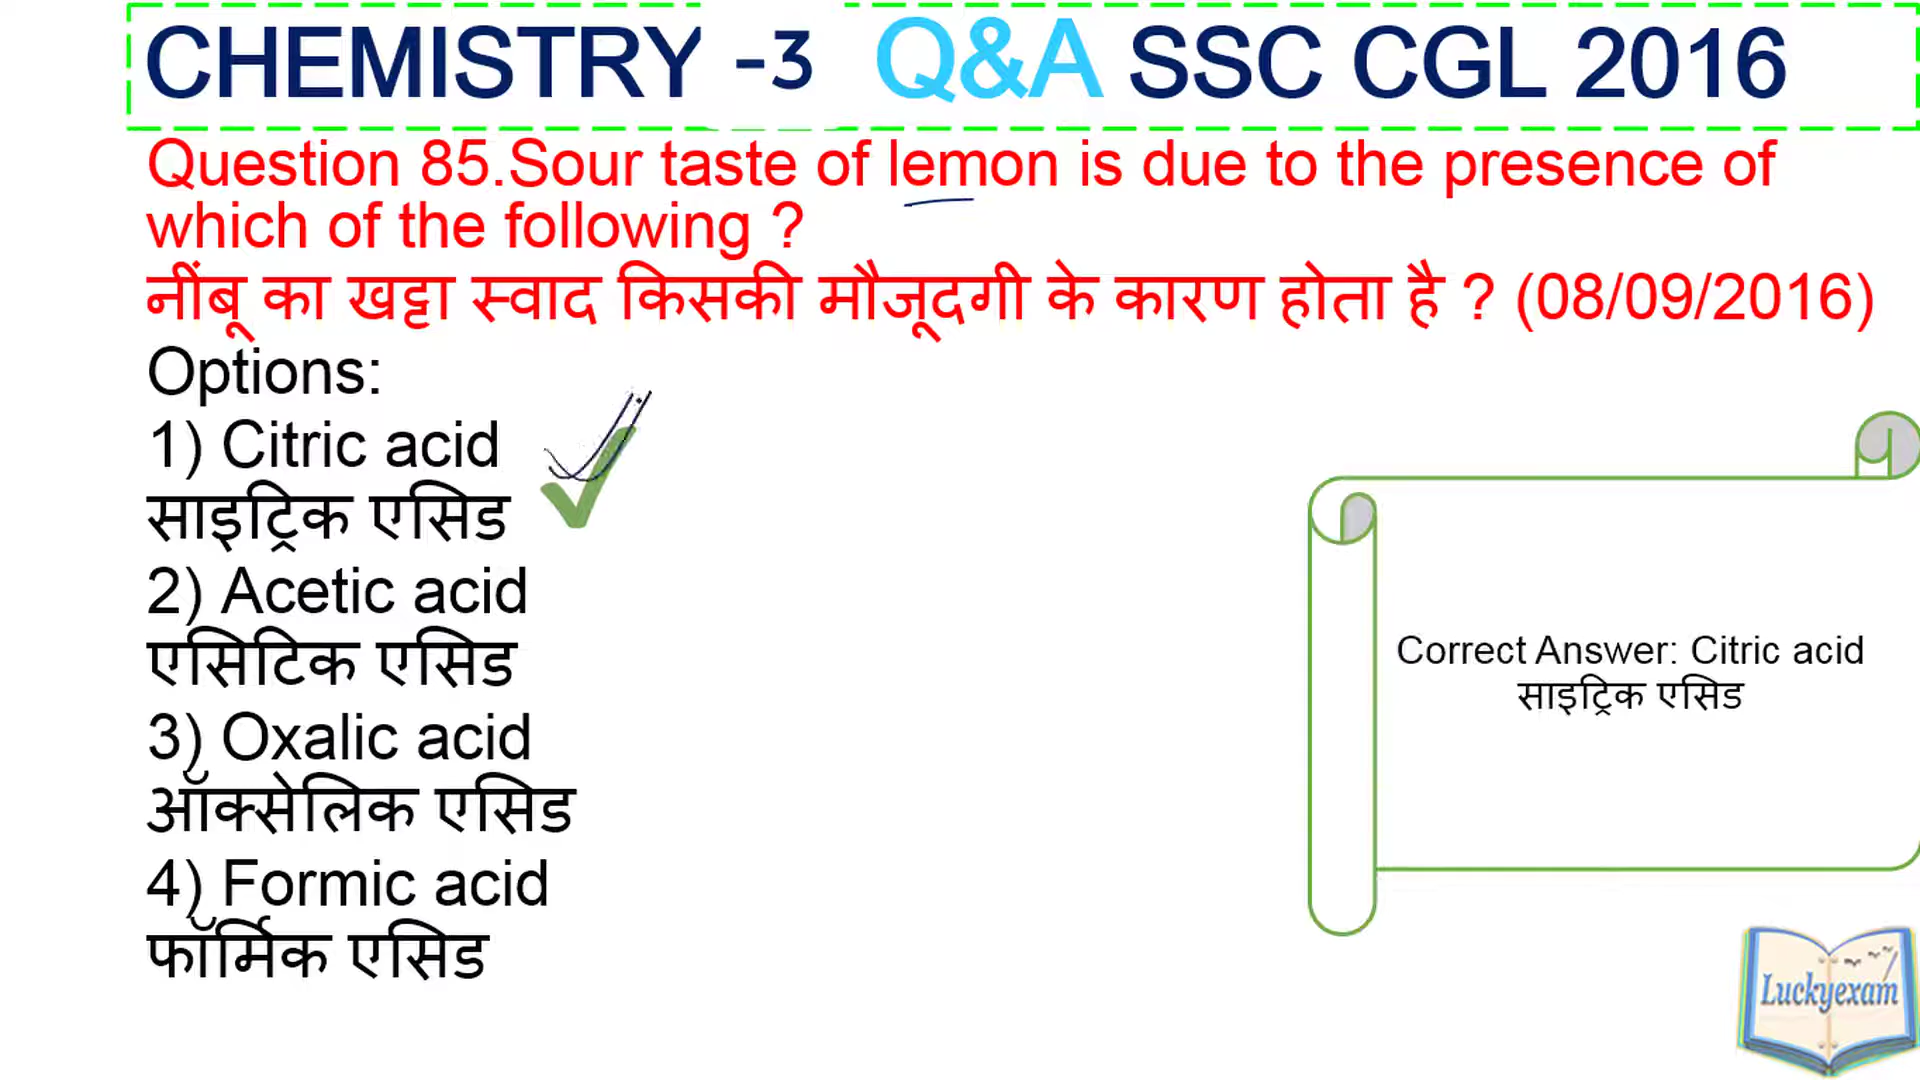 CHEMISTRY -3 Q&A SSC CGL 2016
Question 85.Sour taste of lemon is due to the presence of
which of the following ?
नींबू का खट्टा स्वाद किसकी मौजूदगी के कारण होता है ? (08/09/2016)
Options:
1) Citric acid
साइट्रिक एसिड
2) Acetic acid
एसिटिक एसिड
3) Oxalic acid
ऑक्सेलिक एसिड
4) Formic acid
फॉर्मिक एसिड
Correct Answer: Citric acid
साइट्रिक एसिड
Luckyexam